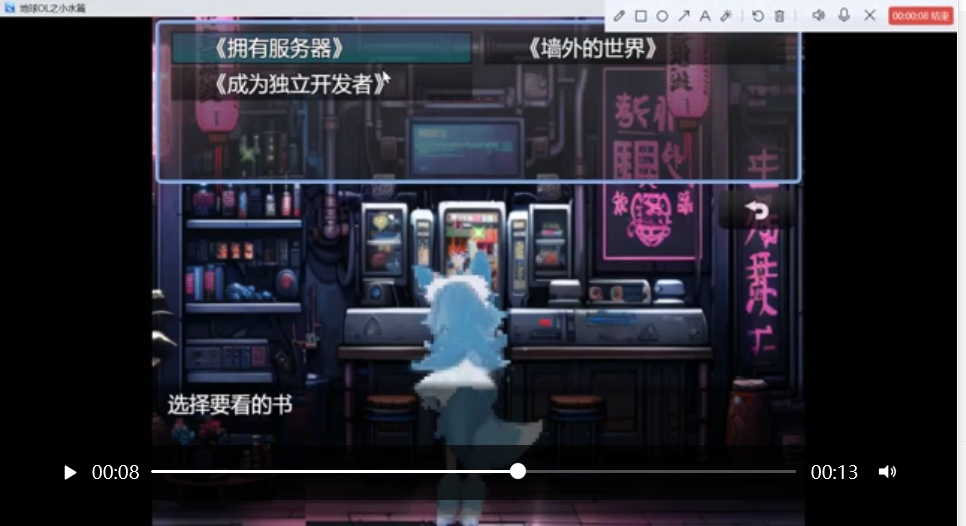 地球OL之小水篇
A
00:00:08 结束
《拥有服务器》
《墙外的世界》
《成为独立开发者》
选择要看的书
00:08
00:13